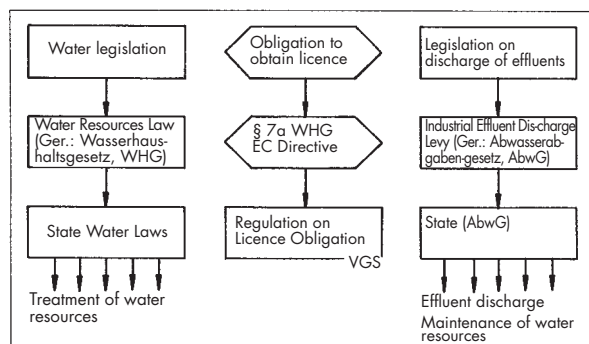 Water legislation
Water Resources Law
(Ger.: Wasserhaus-
haltsgesetz, WHG)
State Water Laws
Treatment of water
resources
Obligation to
obtain licence
§ 7a WHG
EC Directive
Regulation on
Licence Obligation
VGS
Legislation on
discharge of effluents
Industrial Effluent Dis-charge
Levy (Ger.: Abwasserab-
gaben-gesetz, AbwG)
State (AbwG)
Effluent discharge
Maintenance of water
resources